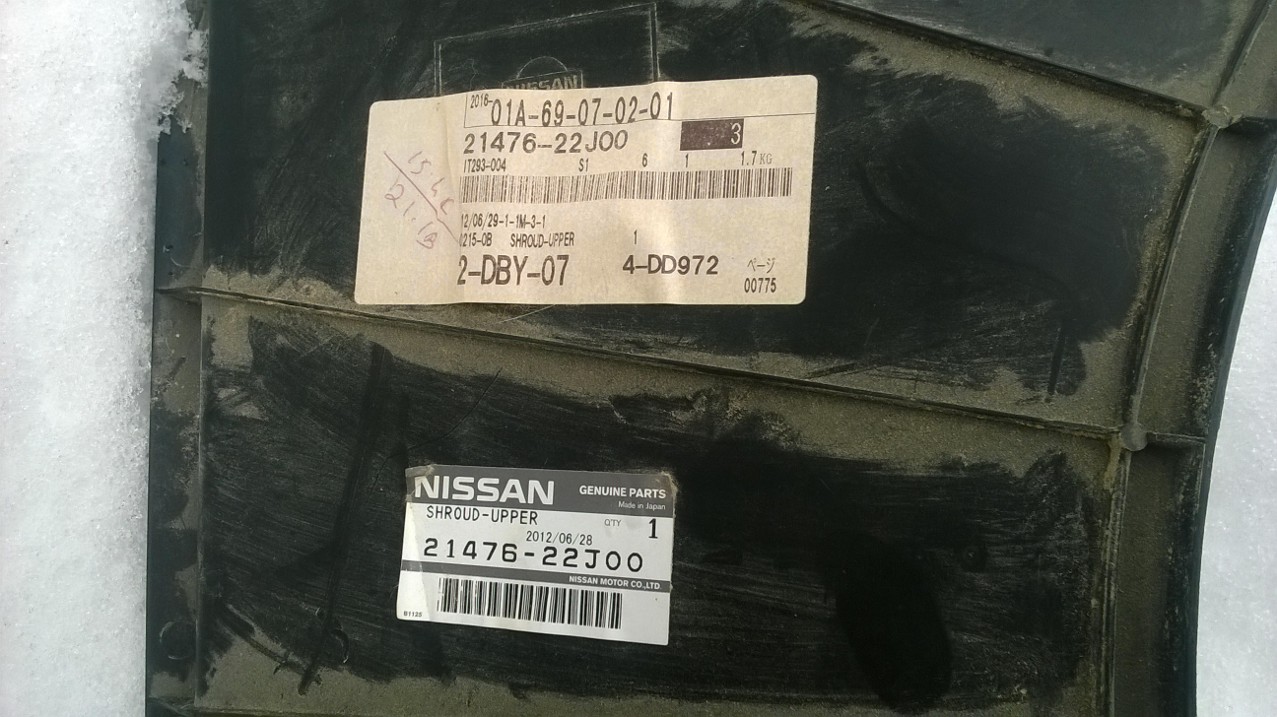 NISSAN
2016-01A-69-07-02-01
21476-22J00 3
IT293-004 S1 6 1 1.7KG
12/06/29-1-1M-3-1
1215-0B SHROUD-UPPER 1
2-DBY-07 4-DD972 ページ
00775
NISSAN GENUINE PARTS
Made in Japan
SHROUD-UPPER Q'TY 1
2012/06/28
21476-22J00
NISSAN MOTOR CO.,LTD.
B1125